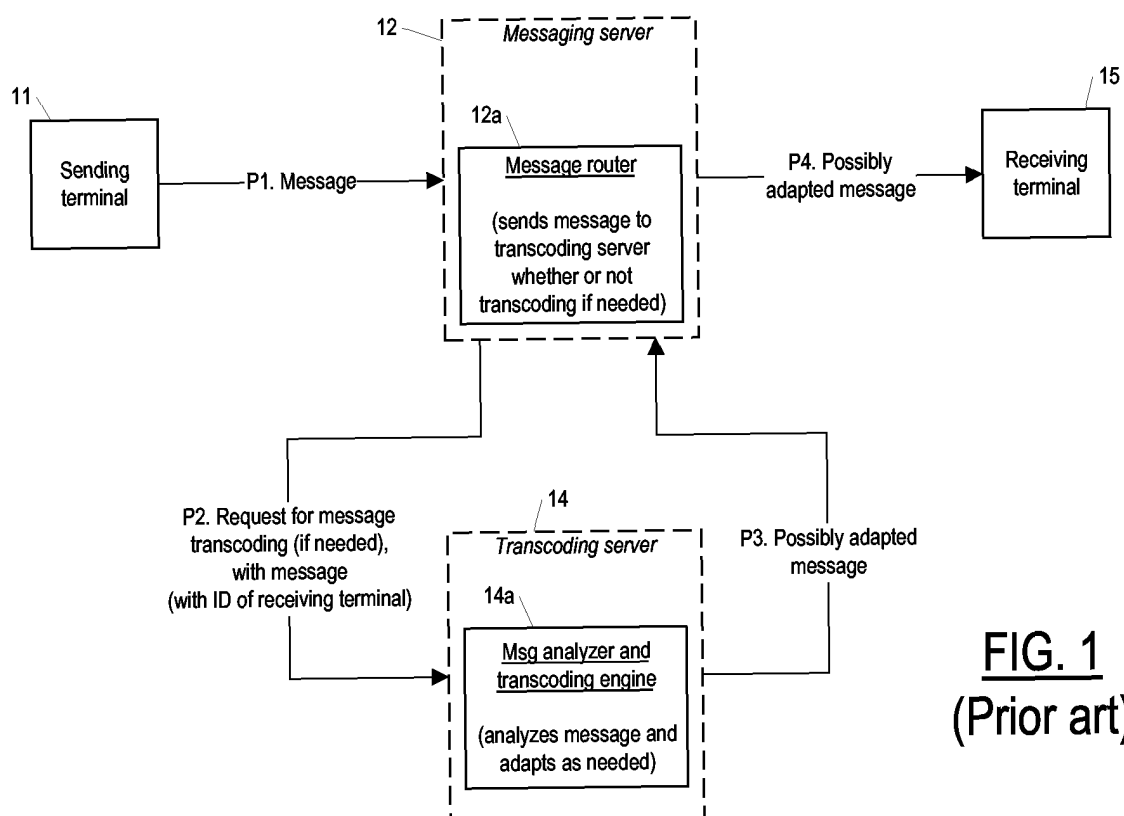 12
Messaging server
11
Sending
terminal
P1. Message
12a
Message router
(sends message to
transcoding server
whether or not
transcoding if needed)
P4. Possibly
adapted message
15
Receiving
terminal
P2. Request for message
transcoding (if needed),
with message
(with ID of receiving terminal)
14
Transcoding server
14a
Msg analyzer and
transcoding engine
(analyzes message and
adapts as needed)
P3. Possibly adapted
message
FIG. 1
(Prior art)